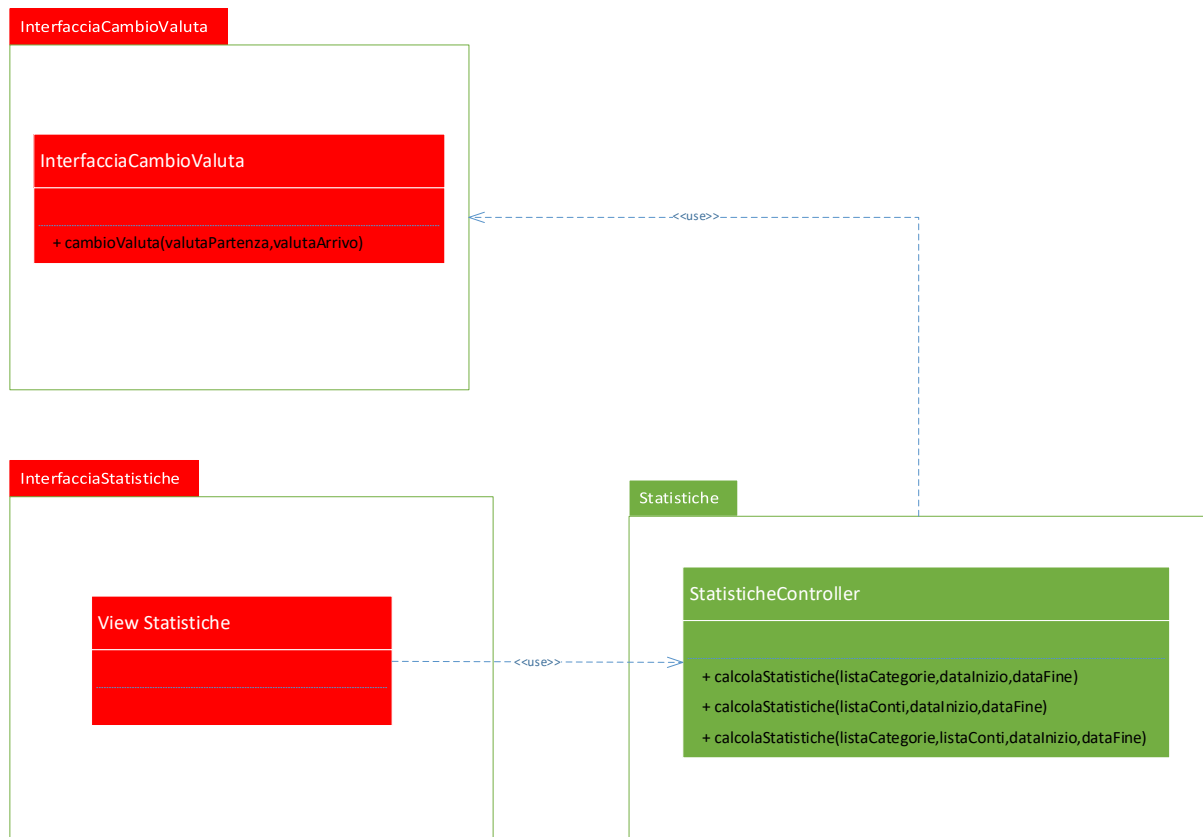 InterfacciaCambioValuta
InterfacciaCambioValuta
+ cambioValuta(valutaPartenza,valutaArrivo)
<<use>>
InterfacciaStatistiche
View Statistiche
<<use>>
Statistiche
StatisticheController
+ calcolaStatistiche(listaCategorie,dataInizio,dataFine)
+ calcolaStatistiche(listaConti,dataInizio,dataFine)
+ calcolaStatistiche(listaCategorie,listaConti,dataInizio,dataFine)